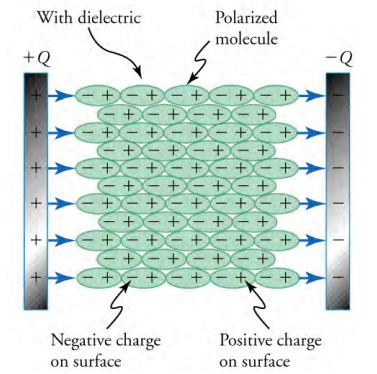 With dielectric
Polarized
molecule
+Q
−Q
Negative charge
on surface
Positive charge
on surface